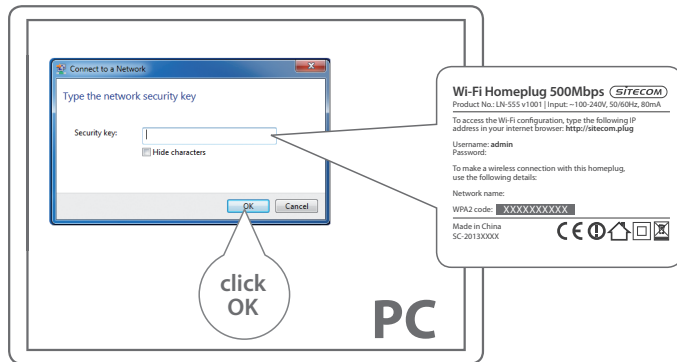 Connect to a Network
Type the network security key
Security key:
Hide characters
OK
Cancel
click
OK
PC
Wi-Fi Homeplug 500Mbps SITECOM
Product No.: LN-555 v1001 | Input: ~100-240V, 50/60Hz, 80mA
To access the Wi-Fi configuration, type the following IP
address in your internet browser: http://sitecom.plug
Username: admin
Password:
To make a wireless connection with this homeplug,
use the following details:
Network name:
WPA2 code: XXXXXXXXXX
Made in China
SC-2013XXXX
CE